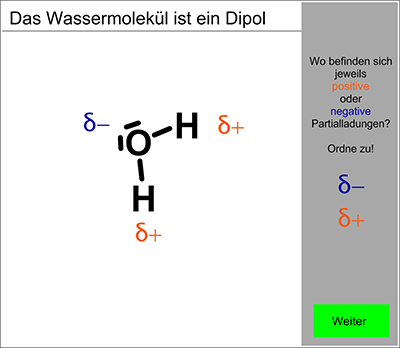 Das Wassermolekül ist ein Dipol
δ−
O
H
δ+
H
δ+
Wo befinden sich
jeweils
positive
oder
negative
Partialladungen?
Ordne zu!
δ−
δ+
Weiter